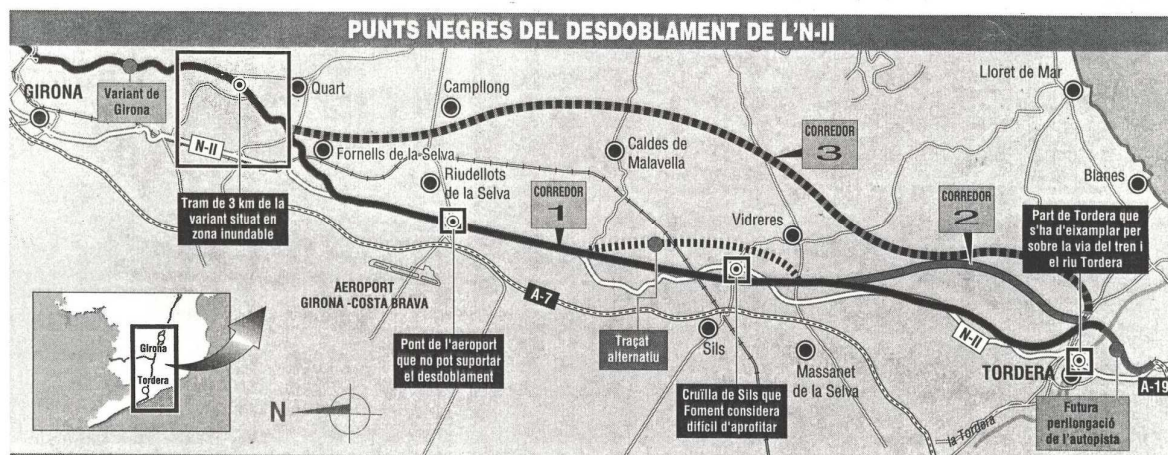 PUNTS NEGRES DEL DESDOBLAMENT DE L'N-II
GIRONA
Variant de
Girona
Quart
Campllong
Lloret de Mar
N-II
Fornells de la Selva
Riudellots
de la Selva
Caldes de
Malavella
CORREDOR
3
Blanes
Tram de 3 km de la
variant situat en
zona inundable
CORREDOR
1
Vidreres
CORREDOR
2
Part de Tordera que
s'ha d'eixamplar per
sobre la via del tren i
el riu Tordera
AEROPORT
GIRONA -COSTA BRAVA
A-7
Girona
Tordera
N
Pont de l'aeroport
que no pot suportar
el desdoblament
Traçat
alternatiu
Sils
Cruïlla de Sils que
Foment considera
difícil d'aprofitar
Massanet
de la Selva
N-II
TORDERA
A-19
la Tordera
Futura
perllongació
de l'autopista